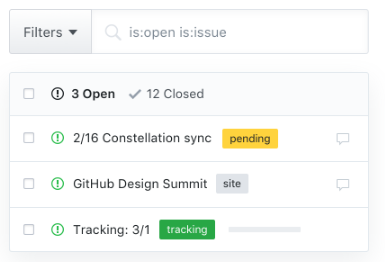 Filters is:open is:issue
3 Open 12 Closed
2/16 Constellation sync pending
GitHub Design Summit site
Tracking: 3/1 tracking